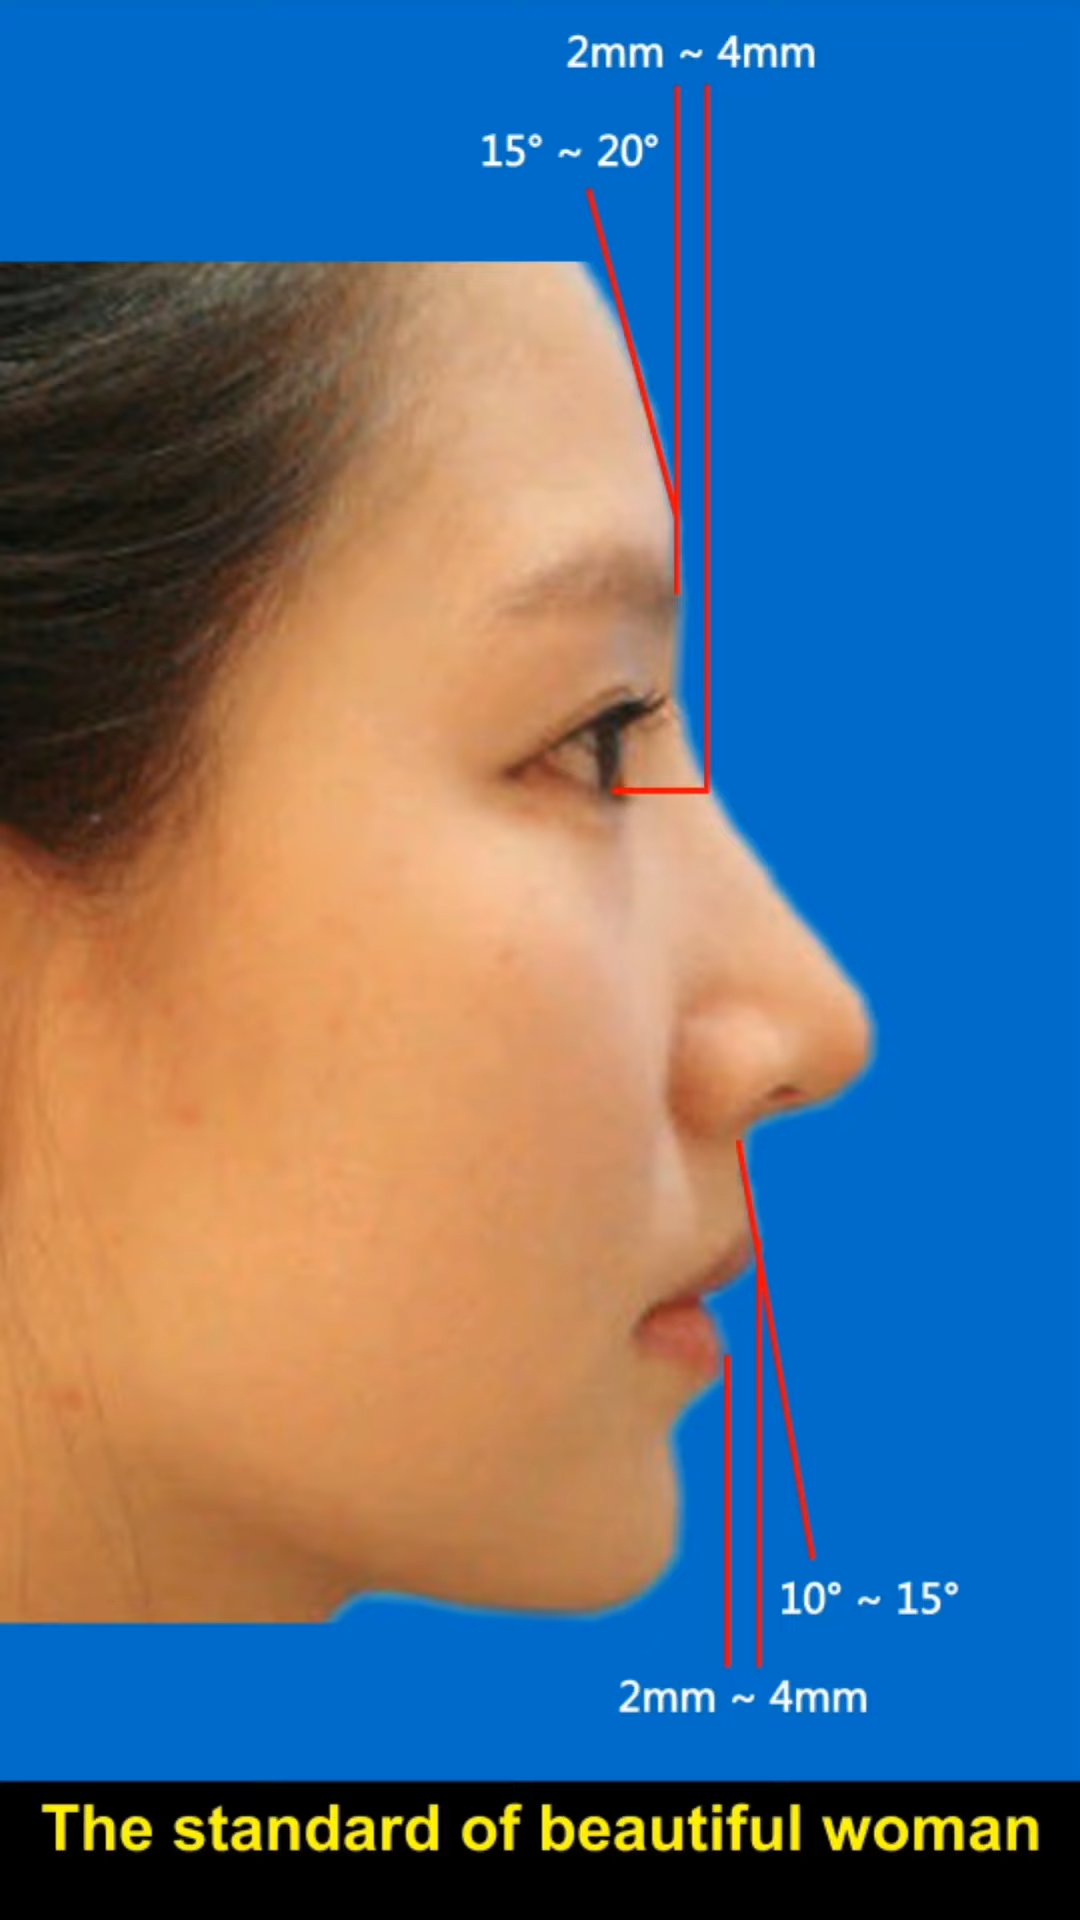 2mm ~ 4mm
15° ~ 20°
10° ~ 15°
2mm ~ 4mm
The standard of beautiful woman